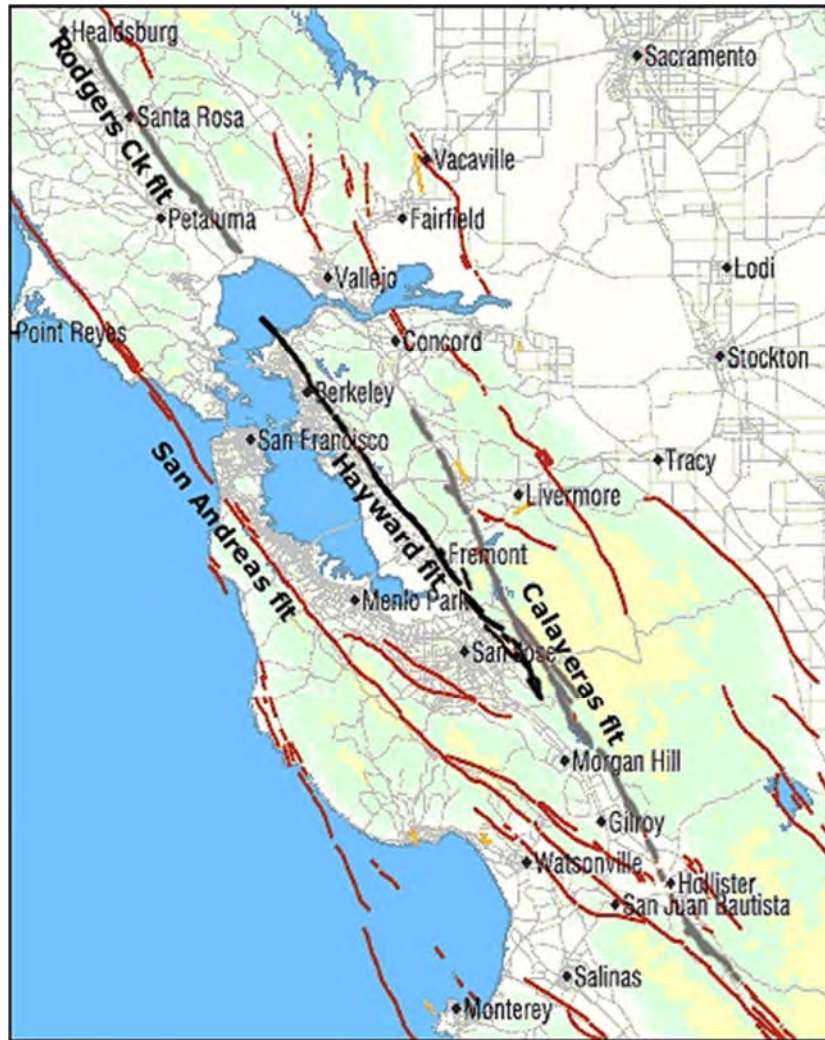 Healdsburg
Sacramento
Rodgers Ck flt
Santa Rosa
Vacaville
Petaluma
Fairfield
Lodi
Vallejo
Point Reyes
Concord
Stockton
Berkeley
San Francisco
Tracy
San Andreas flt
Hayward flt
Livermore
Fremont
Menlo Park
Calaveras flt
San Jose
Morgan Hill
Gilroy
Watsonville
Hollister
San Juan Bautista
Salinas
Monterey